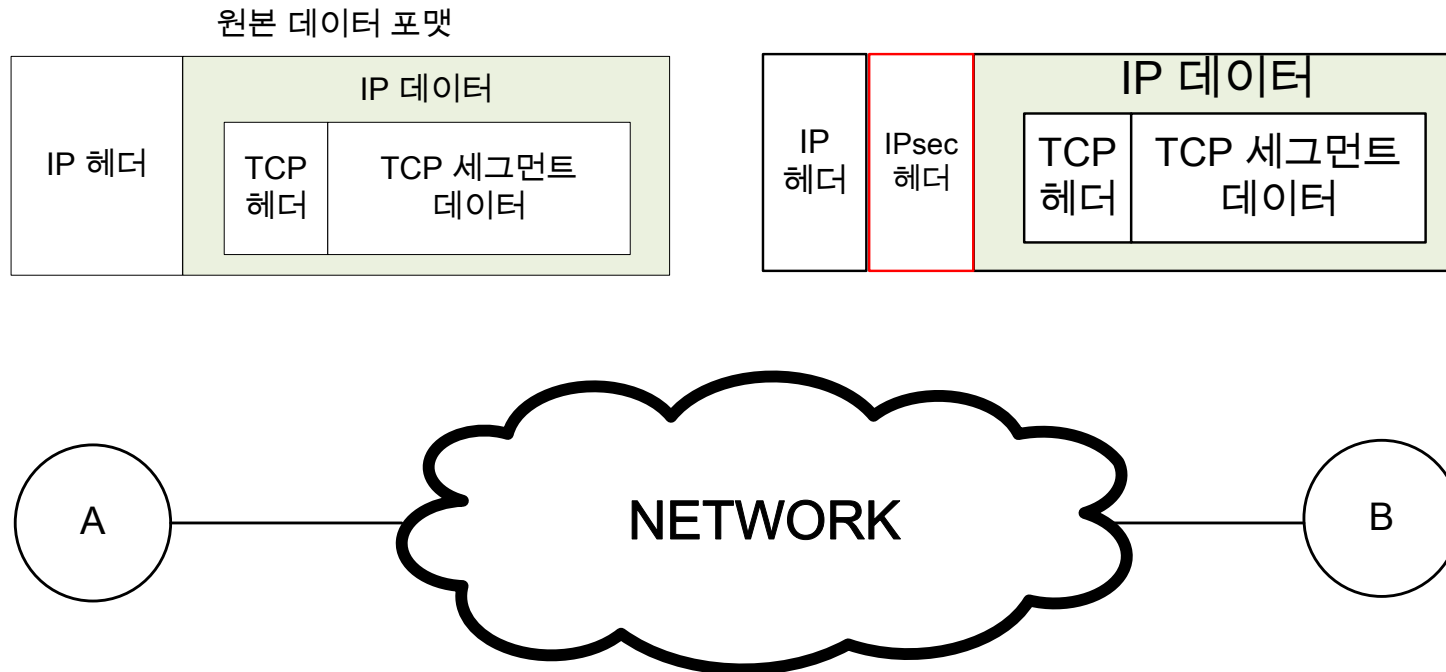 원본 데이터 포맷
IP 헤더
IP 데이터
TCP
헤더
TCP 세그먼트
데이터
IP
헤더
IPsec
헤더
IP 데이터
TCP
헤더
TCP 세그먼트
데이터
A
NETWORK
B